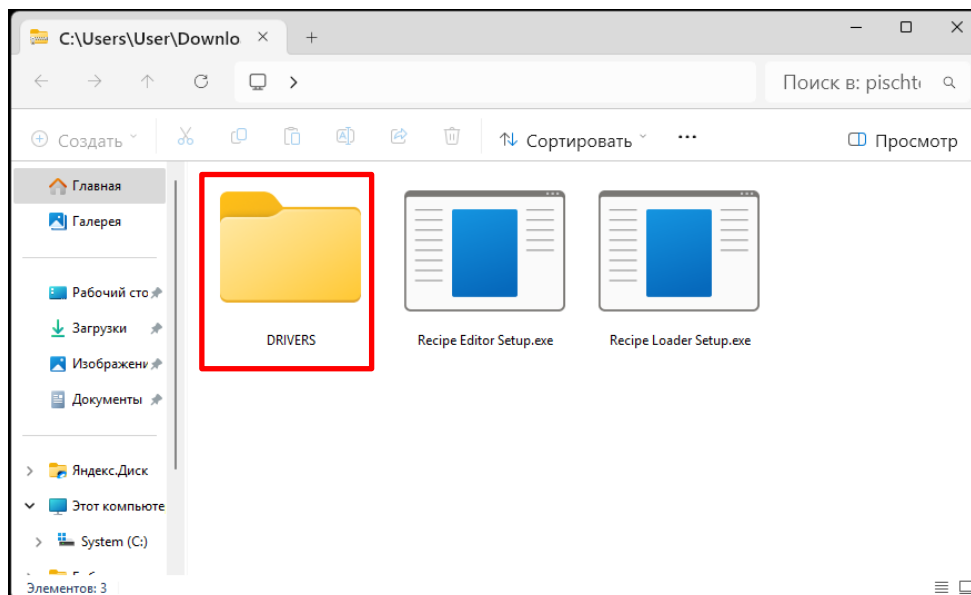 C:\Users\User\Downlo
Поиск в: pischt
Создать
Сортировать
Просмотр
Главная
Галерея
Рабочий сто
Загрузки
Изображени
Документы
Яндекс.Диск
Этот компьюте
System (C:)
DRIVERS
Recipe Editor Setup.exe
Recipe Loader Setup.exe
Элементов: 3